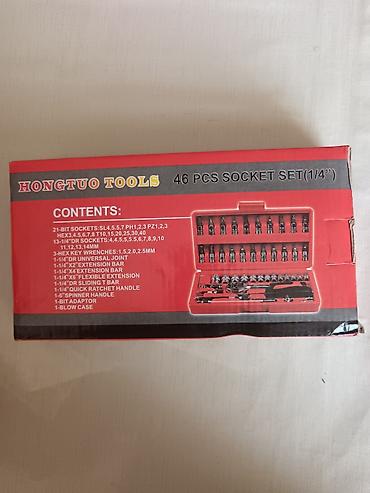 HONGTUO TOOLS 46 PCS SOCKET SET(1/4")
CONTENTS:
21-BIT SOCKETS:SL4,5.5,7 PH1,2,3 PZ1,2,3
HEX3,4,5,6,7,8 T10,15,20,25,30,40
13-1/4"DR SOCKETS:4,4.5,5,5.5,6,7,8,9,10
11,12,13,14MM
3-HEX KEY WRENCHES:1.5,2.0,2.5MM
1-1/4"DR UNIVERSAL JOINT
1-1/4"X2"EXTENSION BAR
1-1/4"X4"EXTENSION BAR
1-1/4"X6"FLEXIBLE EXTENSION
1-1/4"DR SLIDING T BAR
1-1/4"QUICK RATCHET HANDLE
1-6"SPINNER HANDLE
1-BIT ADAPTOR
1-BLOW CASE